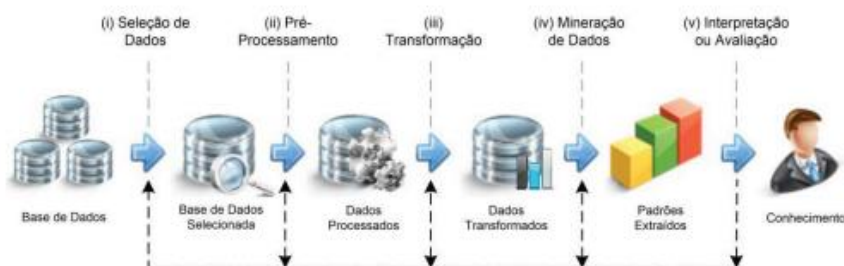 (i) Seleção de
Dados
(ii) Pré-
Processamento
(iii)
Transformação
(iv) Mineração
de Dados
(v) Interpretação
ou Avaliação
Base de Dados
Base de Dados
Selecionada
Dados
Processados
Dados
Transformados
Padrões
Extraídos
Conhecimento